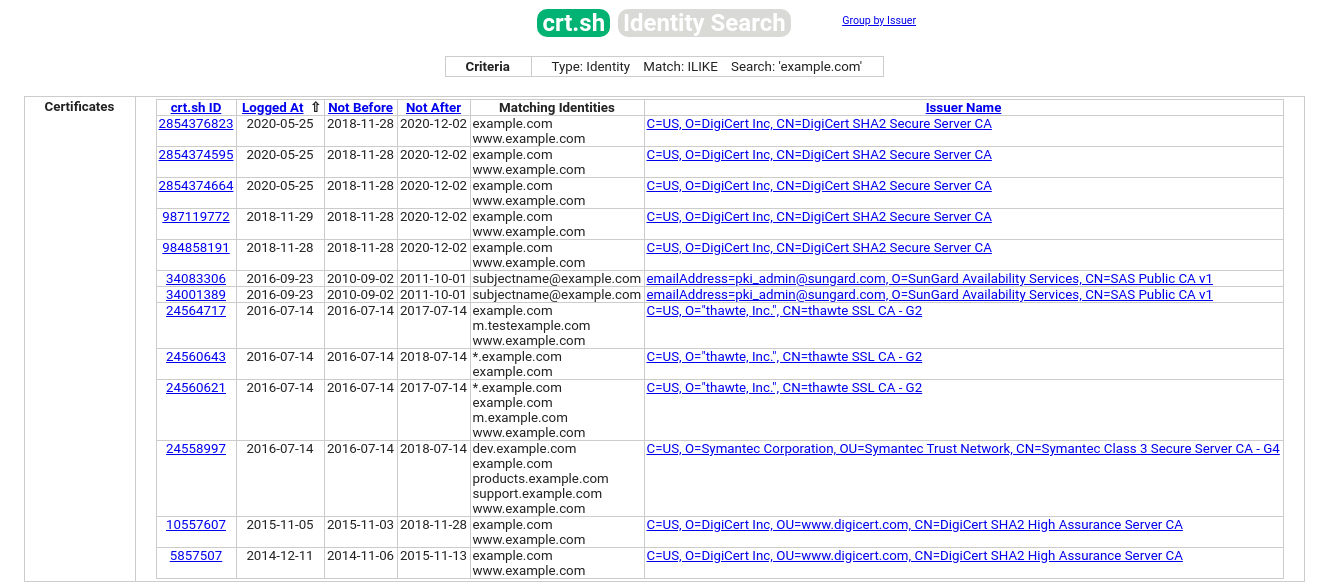 crt.sh Identity Search Group by Issuer
Criteria Type: Identity Match: ILIKE Search: 'example.com'
Certificates crt.sh ID Logged At ⇧ Not Before Not After Matching Identities Issuer Name
2854376823 2020-05-25 2018-11-28 2020-12-02 example.com C=US, O=DigiCert Inc, CN=DigiCert SHA2 Secure Server CA
www.example.com
2854374595 2020-05-25 2018-11-28 2020-12-02 example.com C=US, O=DigiCert Inc, CN=DigiCert SHA2 Secure Server CA
www.example.com
2854374664 2020-05-25 2018-11-28 2020-12-02 example.com C=US, O=DigiCert Inc, CN=DigiCert SHA2 Secure Server CA
www.example.com
987119772 2018-11-29 2018-11-28 2020-12-02 example.com C=US, O=DigiCert Inc, CN=DigiCert SHA2 Secure Server CA
www.example.com
984858191 2018-11-28 2018-11-28 2020-12-02 example.com C=US, O=DigiCert Inc, CN=DigiCert SHA2 Secure Server CA
www.example.com
34083306 2016-09-23 2010-09-02 2011-10-01 subjectname@example.com emailAddress=pki_admin@sungard.com, O=SunGard Availability Services, CN=SAS Public CA v1
34001389 2016-09-23 2010-09-02 2011-10-01 subjectname@example.com emailAddress=pki_admin@sungard.com, O=SunGard Availability Services, CN=SAS Public CA v1
24564717 2016-07-14 2016-07-14 2017-07-14 example.com C=US, O="thawte, Inc.", CN=thawte SSL CA - G2
m.testexample.com
www.example.com
24560643 2016-07-14 2016-07-14 2018-07-14 *.example.com C=US, O="thawte, Inc.", CN=thawte SSL CA - G2
example.com
24560621 2016-07-14 2016-07-14 2017-07-14 *.example.com C=US, O="thawte, Inc.", CN=thawte SSL CA - G2
example.com
m.example.com
www.example.com
24558997 2016-07-14 2016-07-14 2018-07-14 dev.example.com C=US, O=Symantec Corporation, OU=Symantec Trust Network, CN=Symantec Class 3 Secure Server CA - G4
example.com
products.example.com
support.example.com
www.example.com
10557607 2015-11-05 2015-11-03 2018-11-28 example.com C=US, O=DigiCert Inc, OU=www.digicert.com, CN=DigiCert SHA2 High Assurance Server CA
www.example.com
5857507 2014-12-11 2014-11-06 2015-11-13 example.com C=US, O=DigiCert Inc, OU=www.digicert.com, CN=DigiCert SHA2 High Assurance Server CA
www.example.com